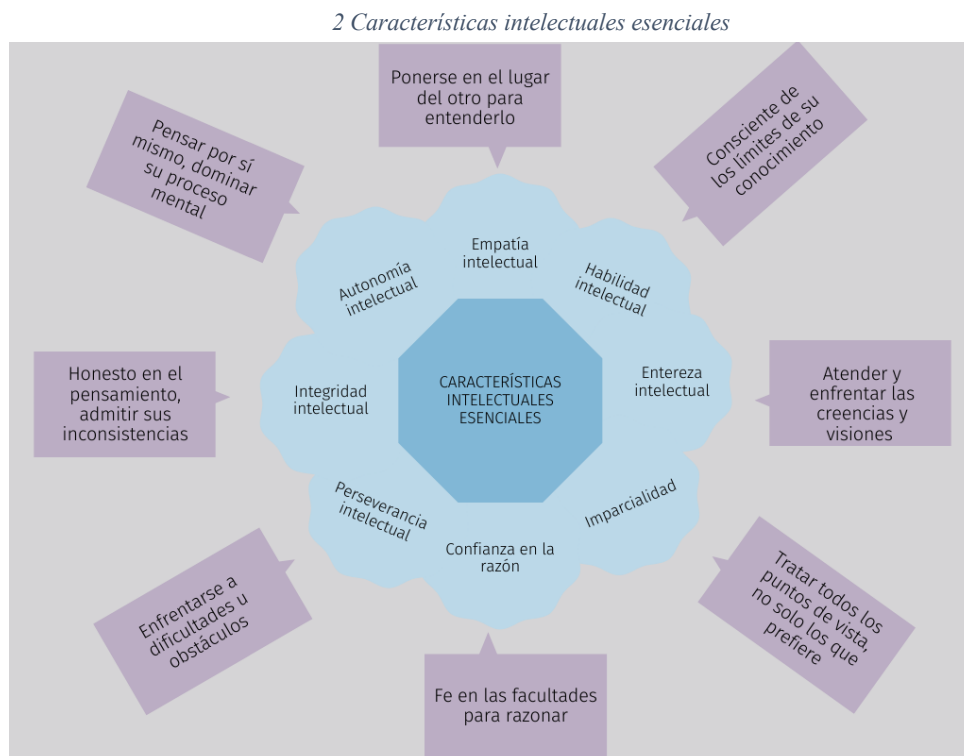 2 Características intelectuales esenciales
Ponerse en el lugar
del otro para
entenderlo
Consciente de
los límites de su
conocimiento
Pensar por sí
mismo, dominar
su proceso
mental
Empatía
intelectual
Habilidad
intelectual
Autonomía
intelectual
Honesto en el
pensamiento,
admitir sus
inconsistencias
Integridad
intelectual
CARACTERÍSTICAS
INTELECTUALES
ESENCIALES
Entereza
intelectual
Atender y
enfrentar las
creencias y
visiones
Perseverancia
intelectual
Confianza en la
razón
Imparcialidad
Enfrentarse a
dificultades u
obstáculos
Fe en las facultades
para razonar
Tratar todos los
puntos de vista,
no solo los que
prefiere